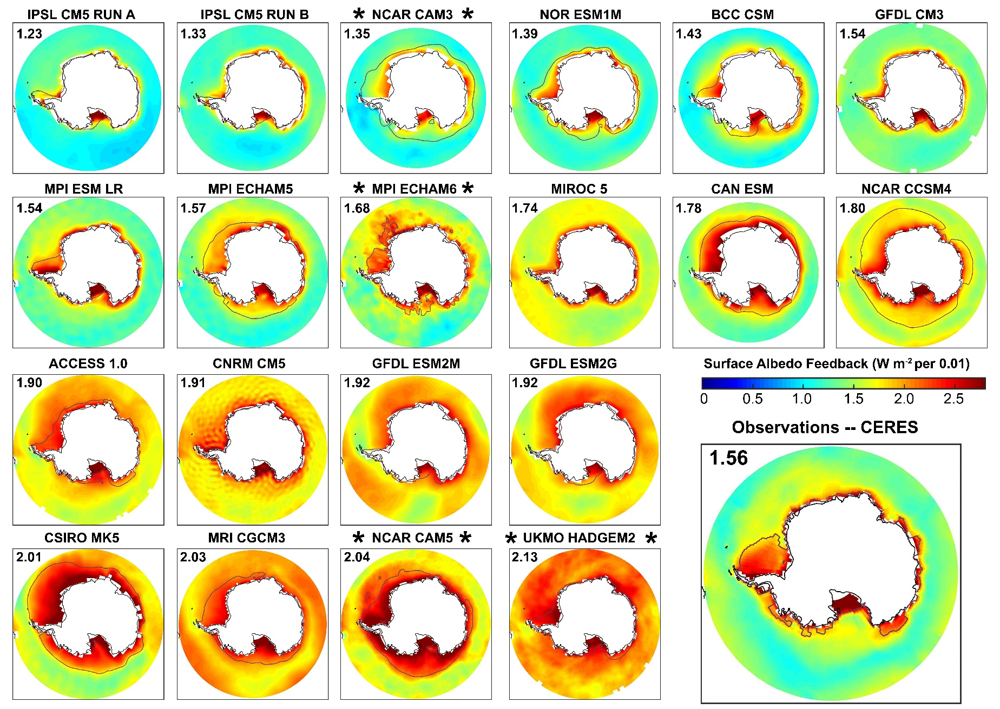 IPSL CM5 RUN A
IPSL CM5 RUN B
* NCAR CAM3 *
NOR ESM1M
BCC CSM
GFDL CM3
1.23
1.33
1.35
1.39
1.43
1.54
MPI ESM LR
MPI ECHAM5
* MPI ECHAM6 *
MIROC 5
CAN ESM
NCAR CCSM4
1.54
1.57
1.68
1.74
1.78
1.80
ACCESS 1.0
CNRM CM5
GFDL ESM2M
GFDL ESM2G
1.90
1.91
1.92
1.92
Surface Albedo Feedback (W m⁻² per 0.01)
0 0.5 1.0 1.5 2.0 2.5
Observations -- CERES
1.56
CSIRO MK5
MRI CGCM3
* NCAR CAM5 *
* UKMO HADGEM2 *
2.01
2.03
2.04
2.13